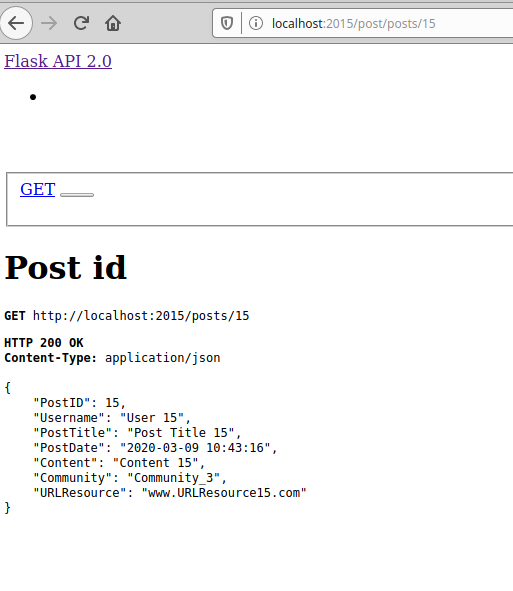 localhost:2015/post/posts/15
Flask API 2.0
GET
Post id
GET http://localhost:2015/posts/15
HTTP 200 OK
Content-Type: application/json
{
    "PostID": 15,
    "Username": "User 15",
    "PostTitle": "Post Title 15",
    "PostDate": "2020-03-09 10:43:16",
    "Content": "Content 15",
    "Community": "Community_3",
    "URLResource": "www.URLResource15.com"
}